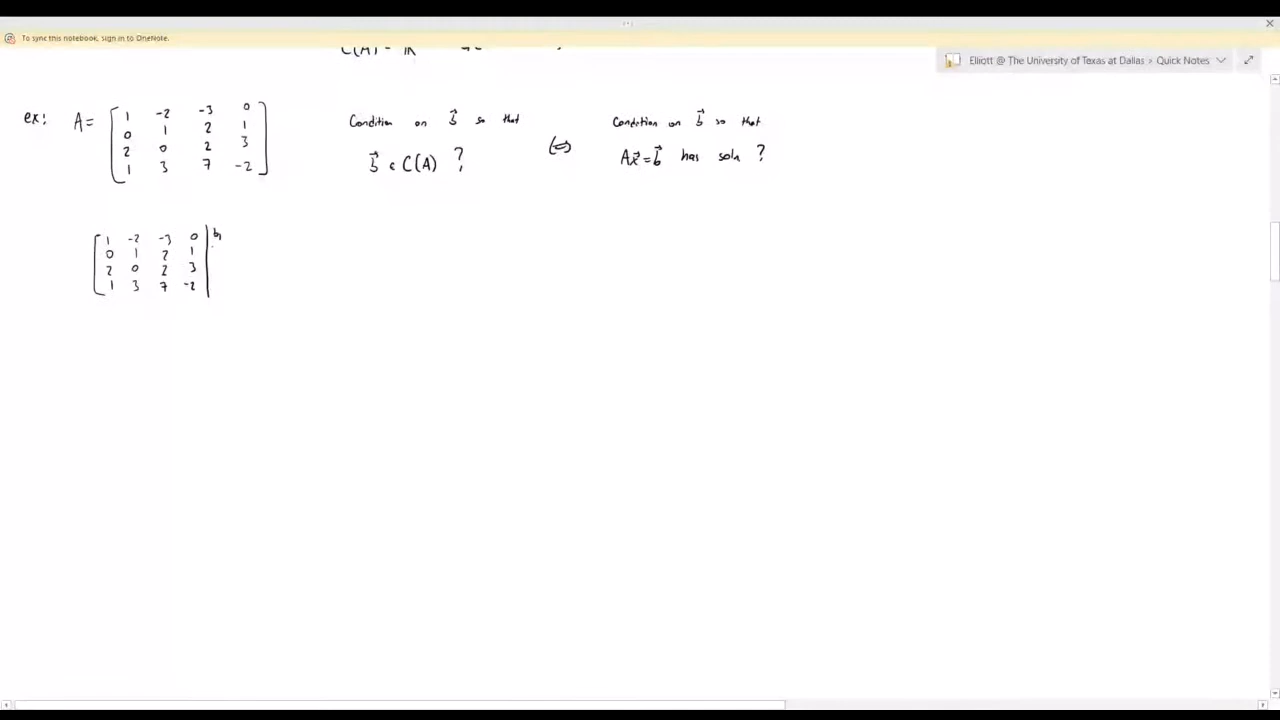 To sync this notebook, sign in to OneNote.
Elliott @ The University of Texas at Dallas > Quick Notes
C(A) = ℝ
ex: A = [1 -2 -3 0
0 1 2 1
2 0 2 3
1 3 7 -2]
Condition on b⃗ so that
b⃗ ∈ C(A) ?
⇔
Condition on b⃗ so that
Ax⃗ = b⃗ has soln ?
[1 -2 -3 0 | b₁
0 1 2 1 |
2 0 2 3 |
1 3 7 -2 |